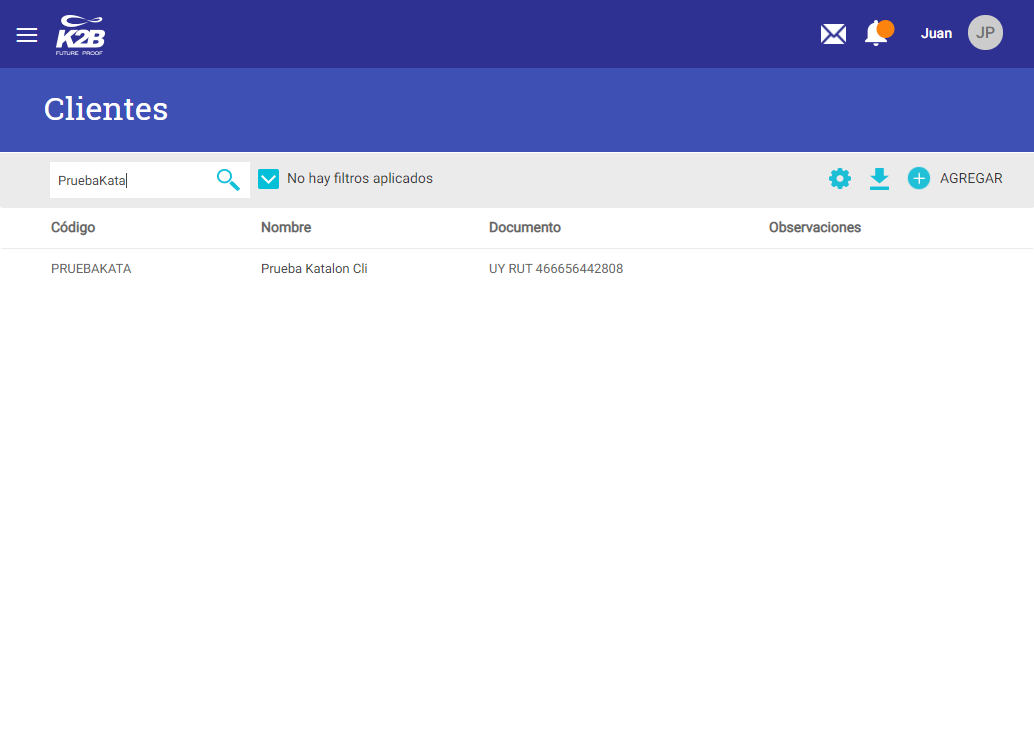 K2B
FUTURE PROOF
Juan
JP
Clientes
PruebaKata
No hay filtros aplicados
AGREGAR
Código Nombre Documento Observaciones
PRUEBAKATA Prueba Katalon Cli UY RUT 466656442808